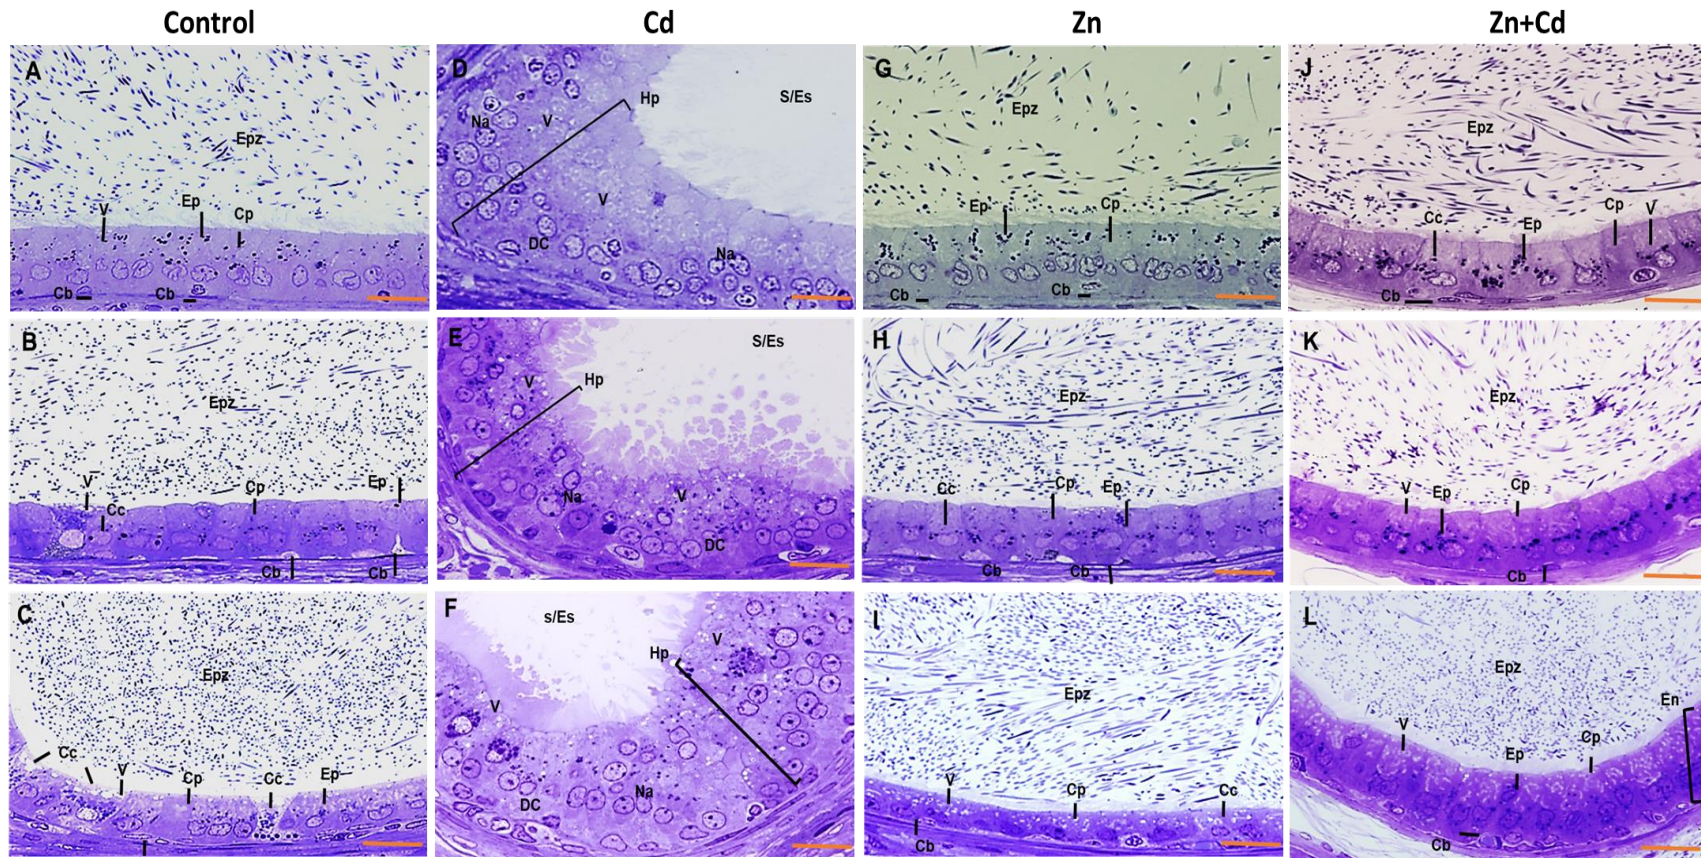 Control Cd Zn Zn+Cd
A Epz V Ep Cp Cb Cb
D Hp S/Es Na V V DC Na
G Epz Ep Cp Cb Cb
J Epz Cc Ep Cp V Cb
B Epz V Cc Cp Ep Cb Cb
E S/Es V Hp Na V DC
H Epz Cc Cp Ep Cb Cb
K Epz V Ep Cp Cb
C Epz Cc V Cp Cc Ep
F s/Es Hp V V Na DC
I Epz V Cp Cc Cb
L Epz En V Ep Cp Cb